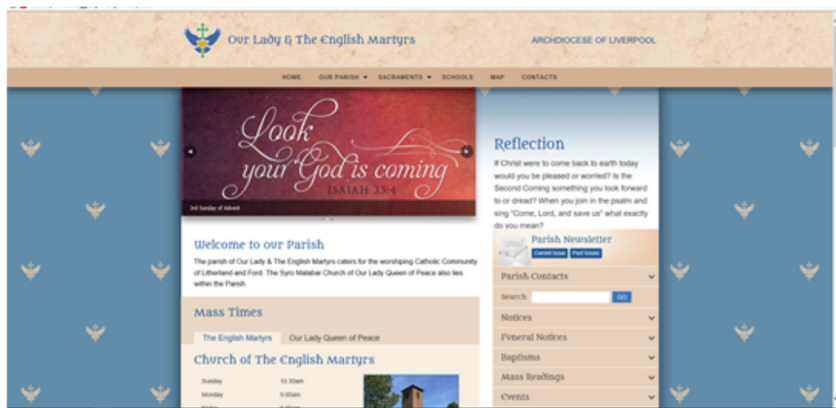 Our Lady & The English Martyrs
ARCHDIOCESE OF LIVERPOOL
HOME OUR PARISH SACRAMENTS SCHOOLS MAP CONTACTS
Look
your God is coming
ISAIAH 35:4
3rd Sunday of Advent
Welcome to our Parish
The parish of Our Lady & The English Martyrs caters for the worshiping Catholic Community
of Litherland and Ford. The Syro Malabar Church of Our Lady Queen of Peace also lies
within the Parish.
Mass Times
The English Martyrs Our Lady Queen of Peace
Church of The English Martyrs
Sunday 10:30am
Monday 9:00am
Reflection
If Christ were to come back to earth today
would you be pleased or worried? Is the
Second Coming something you look forward
to or dread? When you join in the psalm and
sing "Come, Lord, and save us" what exactly
do you mean?
Parish Newsletter
Current Issue Past Issues
Parish Contacts
Search GO
Notices
Funeral Notices
Baptisms
Mass Readings
Events